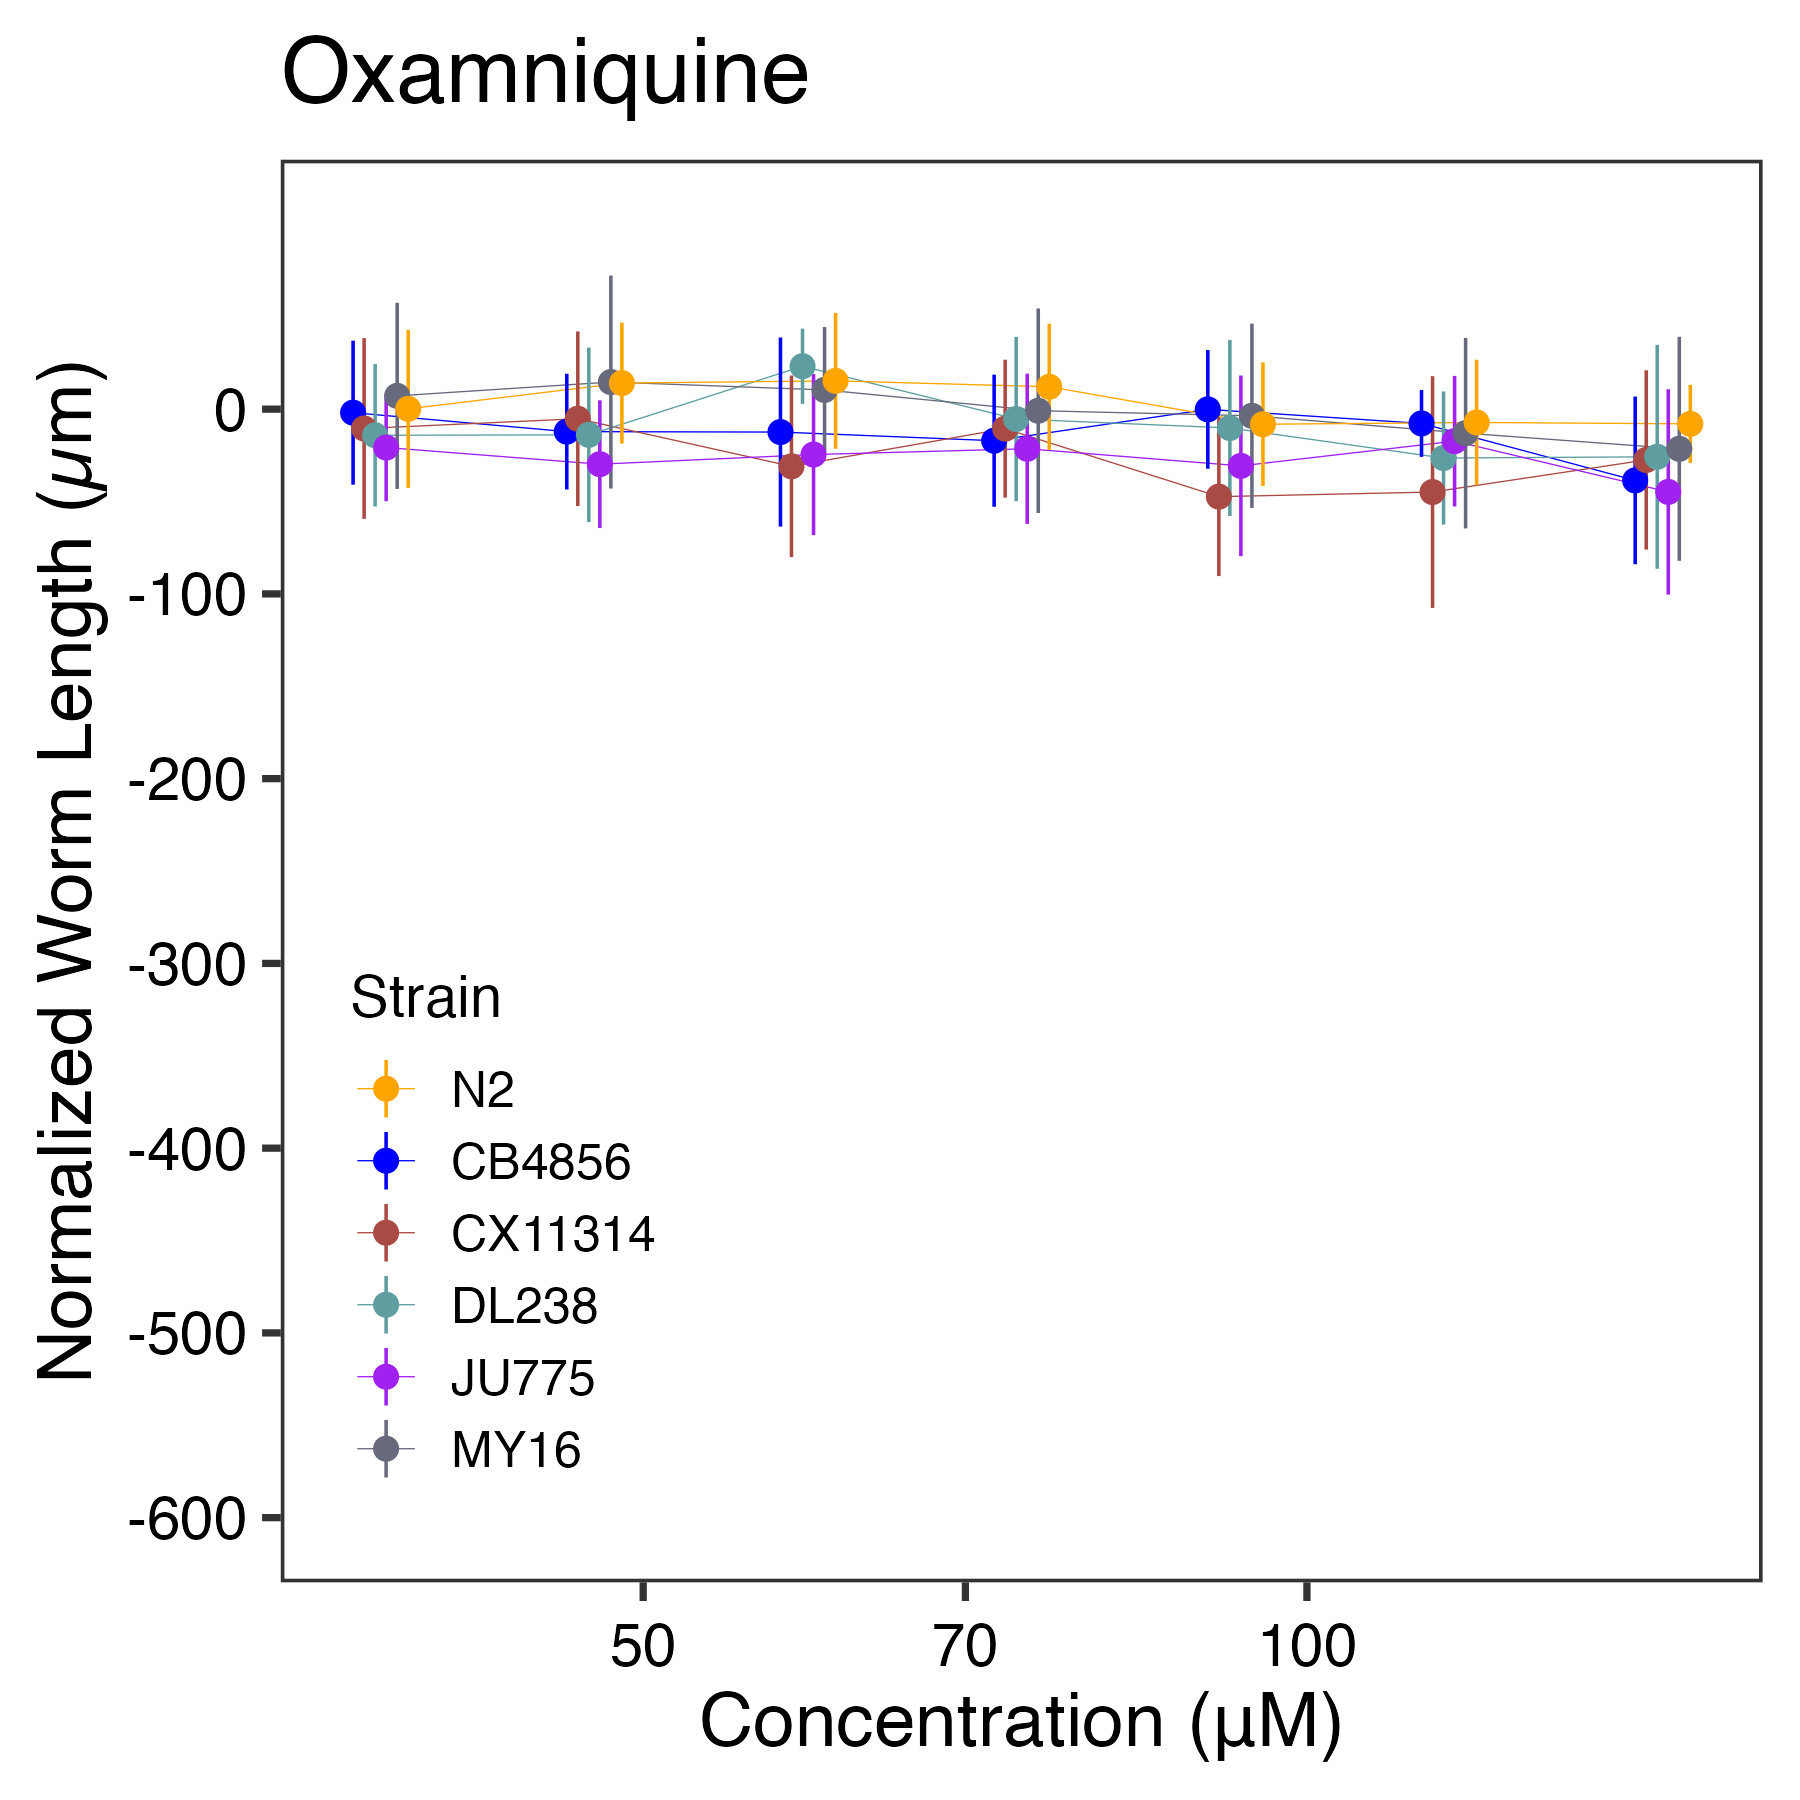 Oxamniquine
Normalized Worm Length (µm)
0
-100
-200
-300
-400
-500
-600
Strain
N2
CB4856
CX11314
DL238
JU775
MY16
50 70 100
Concentration (µM)